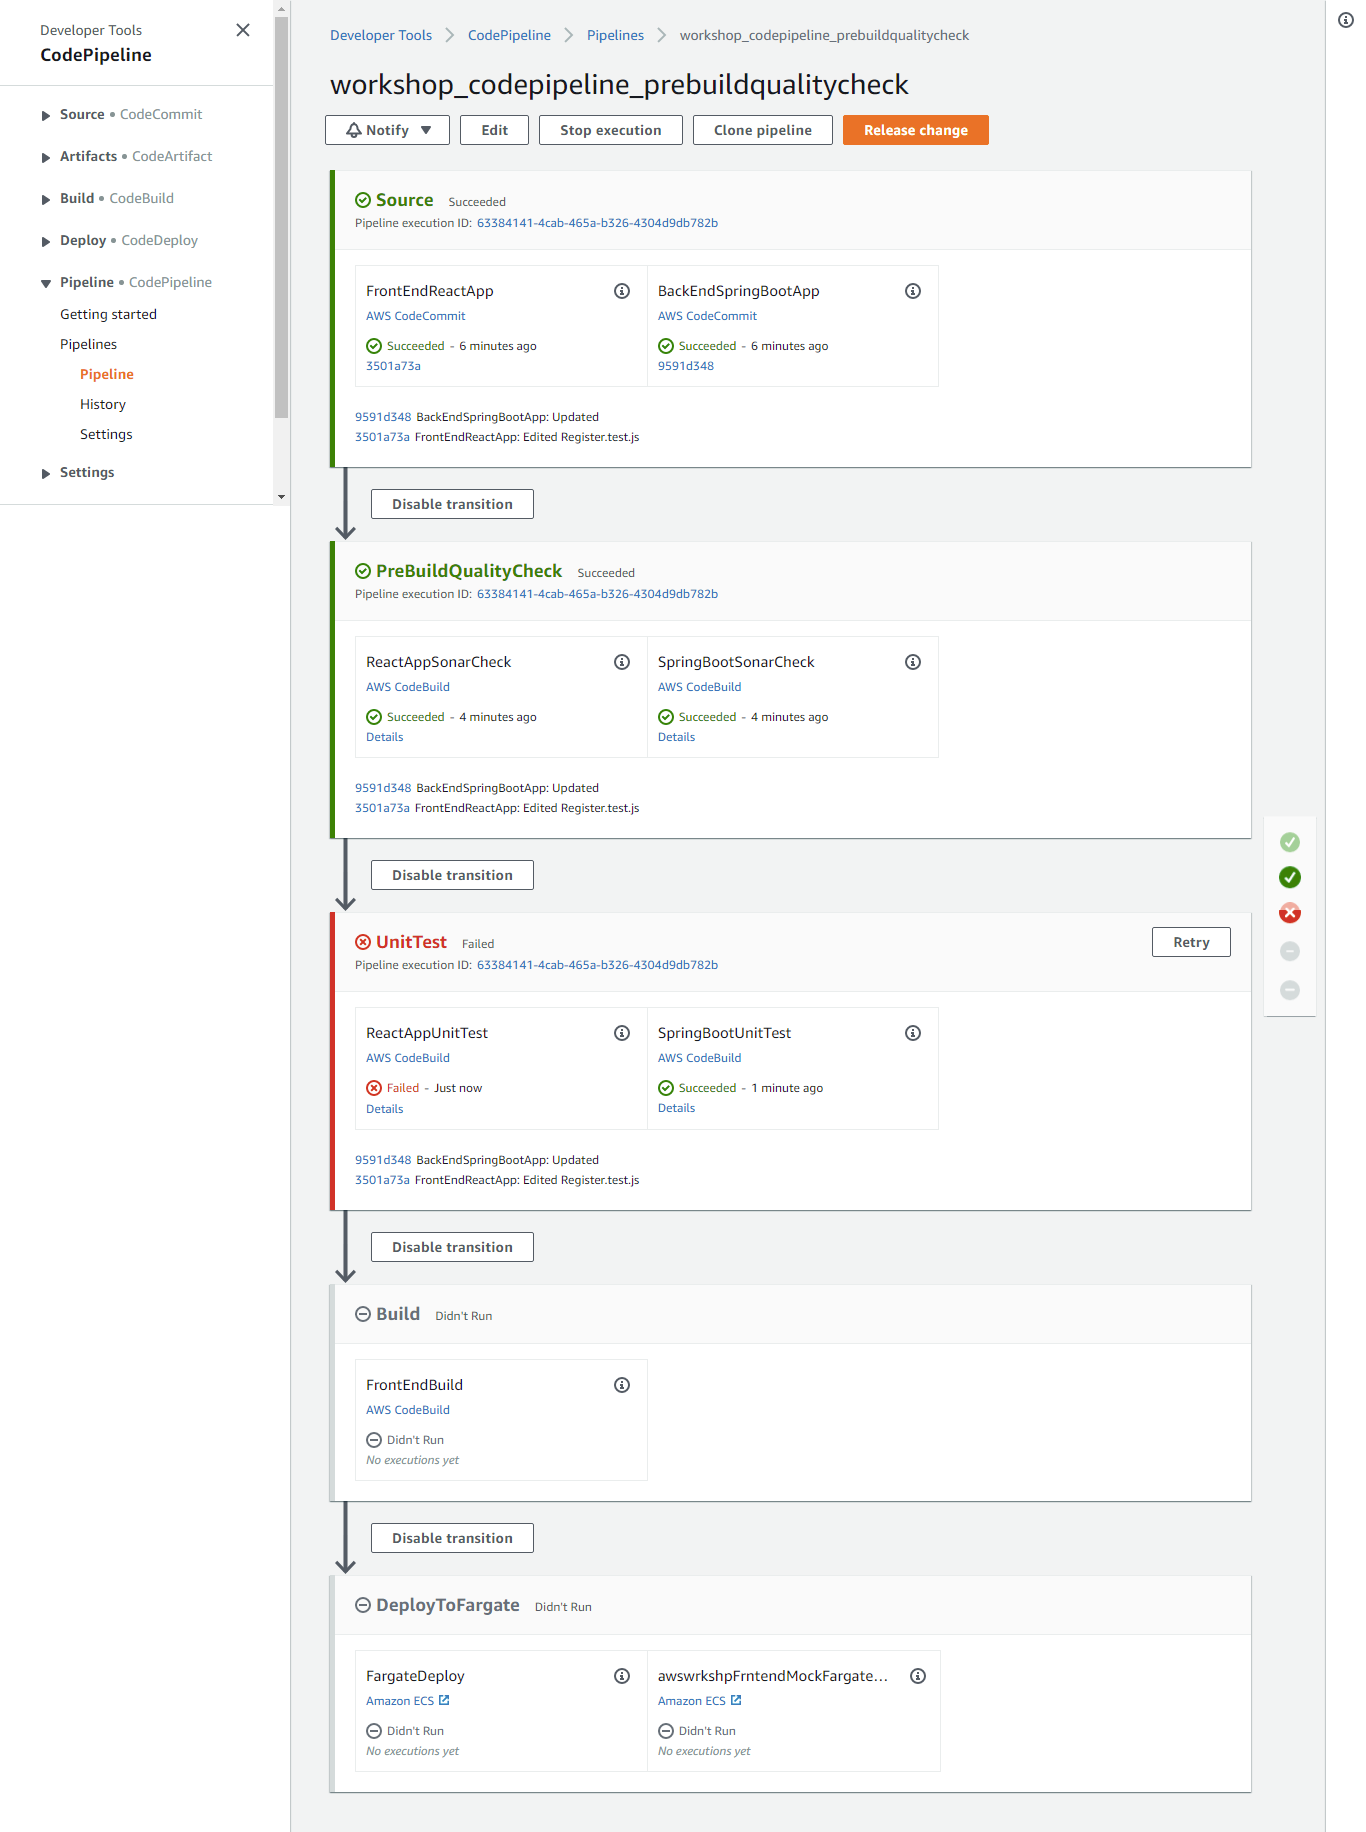 Developer Tools
CodePipeline
Source • CodeCommit
Artifacts • CodeArtifact
Build • CodeBuild
Deploy • CodeDeploy
Pipeline • CodePipeline
Getting started
Pipelines
Pipeline
History
Settings
Settings
Developer Tools CodePipeline Pipelines workshop_codepipeline_prebuildqualitycheck
workshop_codepipeline_prebuildqualitycheck
Notify Edit Stop execution Clone pipeline Release change
Source Succeeded
Pipeline execution ID: 63384141-4cab-465a-b326-4304d9db782b
FrontEndReactApp BackEndSpringBootApp
AWS CodeCommit AWS CodeCommit
Succeeded - 6 minutes ago Succeeded - 6 minutes ago
3501a73a 9591d348
9591d348 BackEndSpringBootApp: Updated
3501a73a FrontEndReactApp: Edited Register.test.js
Disable transition
PreBuildQualityCheck Succeeded
Pipeline execution ID: 63384141-4cab-465a-b326-4304d9db782b
ReactAppSonarCheck SpringBootSonarCheck
AWS CodeBuild AWS CodeBuild
Succeeded - 4 minutes ago Succeeded - 4 minutes ago
Details Details
9591d348 BackEndSpringBootApp: Updated
3501a73a FrontEndReactApp: Edited Register.test.js
Disable transition
UnitTest Failed Retry
Pipeline execution ID: 63384141-4cab-465a-b326-4304d9db782b
ReactAppUnitTest SpringBootUnitTest
AWS CodeBuild AWS CodeBuild
Failed - Just now Succeeded - 1 minute ago
Details Details
9591d348 BackEndSpringBootApp: Updated
3501a73a FrontEndReactApp: Edited Register.test.js
Disable transition
Build Didn't Run
FrontEndBuild
AWS CodeBuild
Didn't Run
No executions yet
Disable transition
DeployToFargate Didn't Run
FargateDeploy awswrkshpFrntendMockFargate...
Amazon ECS Amazon ECS
Didn't Run Didn't Run
No executions yet No executions yet